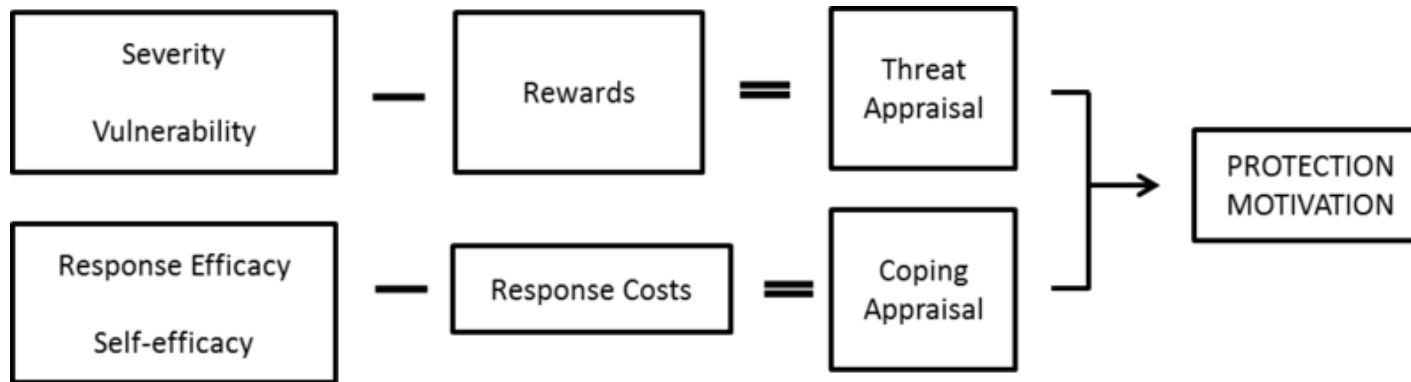 Severity
Vulnerability
Rewards
Threat
Appraisal
Response Efficacy
Self-efficacy
Response Costs
Coping
Appraisal
PROTECTION
MOTIVATION